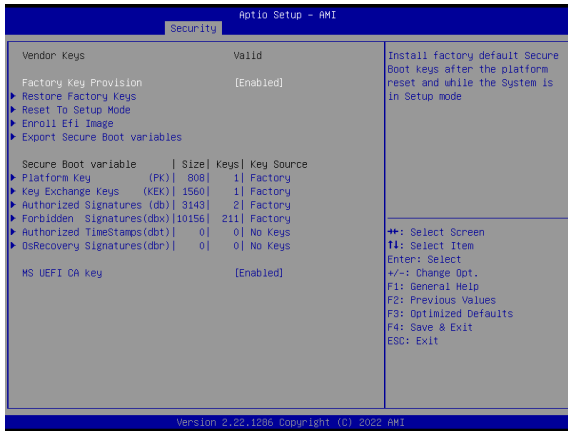 Aptio Setup - AMI
Security
Vendor Keys Valid
Factory Key Provision [Enabled]
Restore Factory Keys
Reset To Setup Mode
Enroll Efi Image
Export Secure Boot variables
Secure Boot variable | Size| Keys| Key Source
Platform Key (PK)| 808| 1| Factory
Key Exchange Keys (KEK)| 1560| 1| Factory
Authorized Signatures (db)| 3143| 2| Factory
Forbidden Signatures(dbx)|10156| 211| Factory
Authorized TimeStamps(dbt)| 0| 0| No Keys
OsRecovery Signatures(dbr)| 0| 0| No Keys
MS UEFI CA key [Enabled]
Install factory default Secure
Boot keys after the platform
reset and while the System is
in Setup mode
→←: Select Screen
↑↓: Select Item
Enter: Select
+/-: Change Opt.
F1: General Help
F2: Previous Values
F3: Optimized Defaults
F4: Save & Exit
ESC: Exit
Version 2.22.1286 Copyright (C) 2022 AMI